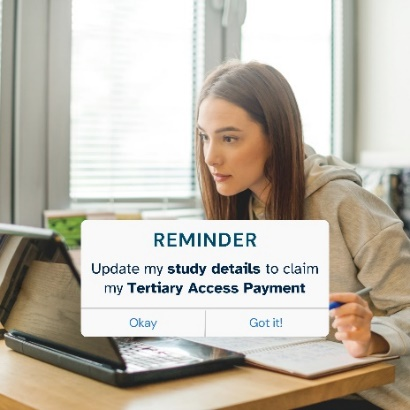 REMINDER
Update my study details to claim
my Tertiary Access Payment
Okay
Got it!